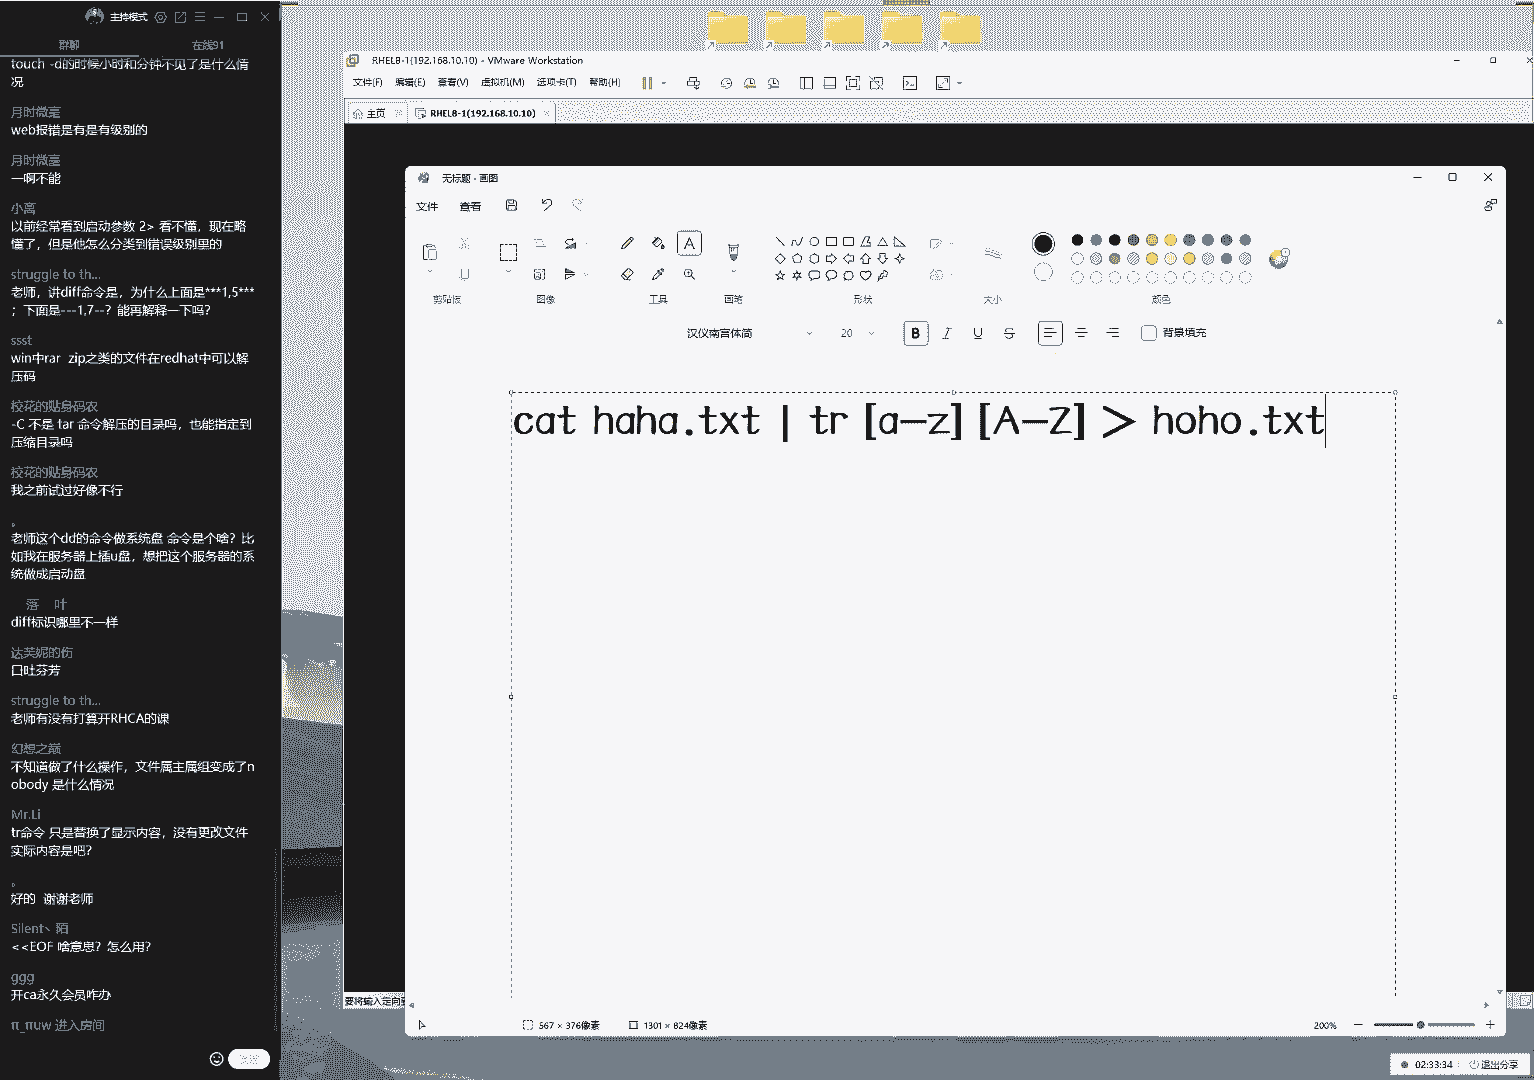 主持模式
群聊
在线91
touch -d的时候小时和分钟不见了是什么情
况
月时微寔
web报错是有是有级别的
月时微寔
一啊不能
小高
以前经常看到启动参数 2> 看不懂，现在略
懂了，但是他怎么分类到错误级别里的
struggle to th...
老师，讲diff命令是，为什么上面是***1,5***
；下面是---1,7--？能再解释一下吗？
ssst
win中rar  zip之类的文件在redhat中可以解
压码
校花的贴身码农
-C 不是 tar 命令解压的目录吗，也能指定到
压缩目录吗
校花的贴身码农
我之前试过好像不行
。
老师这个dd的命令做系统盘 命令是个啥？比
如我在服务器上插u盘，想把这个服务器的系
统做成启动盘
落 叶
diff标识哪里不一样
达芙妮的伤
口吐芬芳
struggle to th...
老师有没有打算开RHCA的课
幻想之巅
不知道做了什么操作，文件属主属组变成了n
obody 是什么情况
Mr.Li
tr命令 只是替换了显示内容，没有更改文件
实际内容是吧？
。
好的  谢谢老师
Silent丶陌
<<EOF 啥意思？怎么用？
ggg
开ca永久会员咋办
π_πuw 进入房间
RHEL8-1(192.168.10.10) - VMware Workstation
文件(F) 编辑(E) 查看(V) 虚拟机(M) 选项卡(T) 帮助(H)
主页
RHEL8-1(192.168.10.10)
无标题 - 画图
文件 查看
剪贴板 图像 工具 画笔 形状 大小 颜色
汉仪南宫体简 20 B I U S 背景填充
cat haha.txt | tr [a-z] [A-Z] > hoho.txt
要将输入定向到
567 × 376像素 1301 × 824像素 200%
02:33:34 退出分享